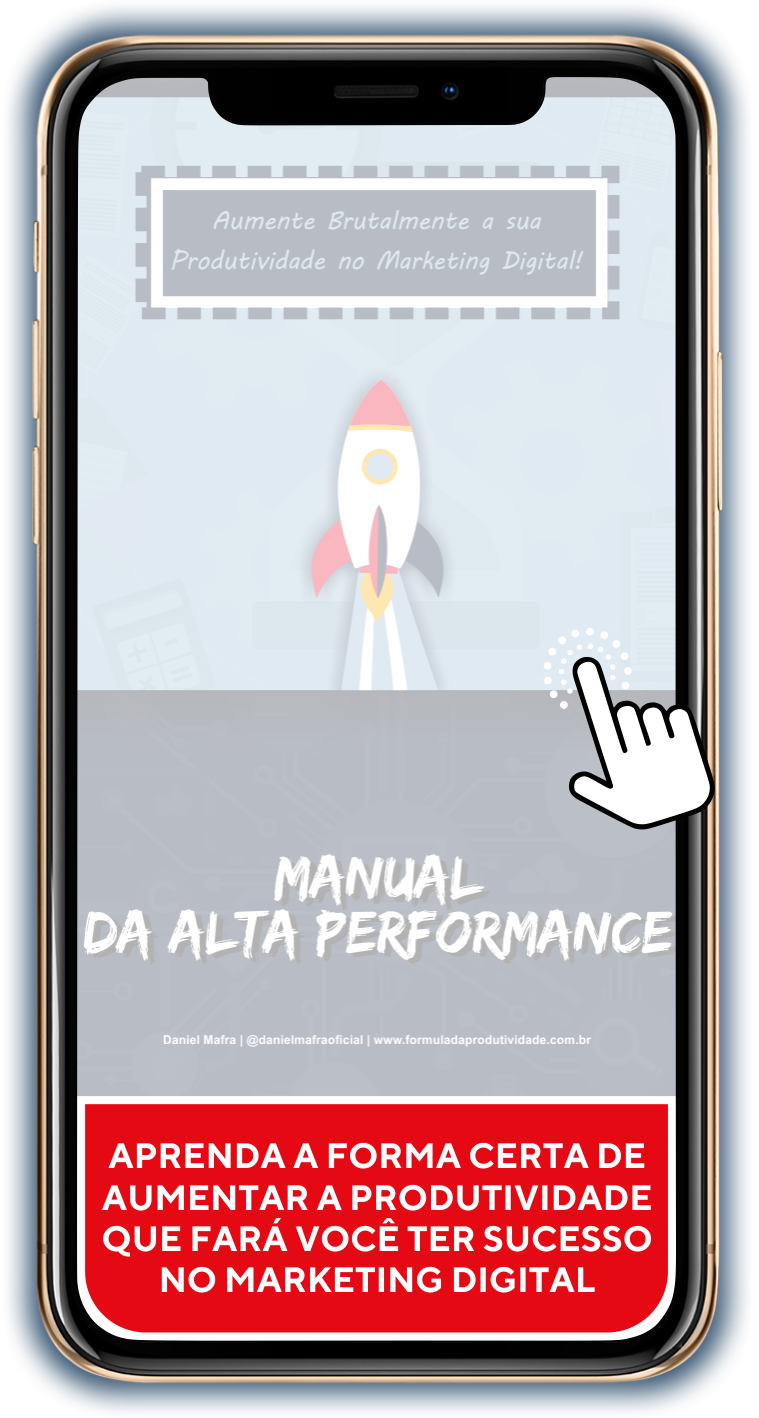 Aumente Brutalmente a sua
Produtividade no Marketing Digital!
MANUAL
DA ALTA PERFORMANCE
Daniel Mafra | @danielmafraoficial | www.formuladaprodutividade.com.br
APRENDA A FORMA CERTA DE
AUMENTAR A PRODUTIVIDADE
QUE FARÁ VOCÊ TER SUCESSO
NO MARKETING DIGITAL